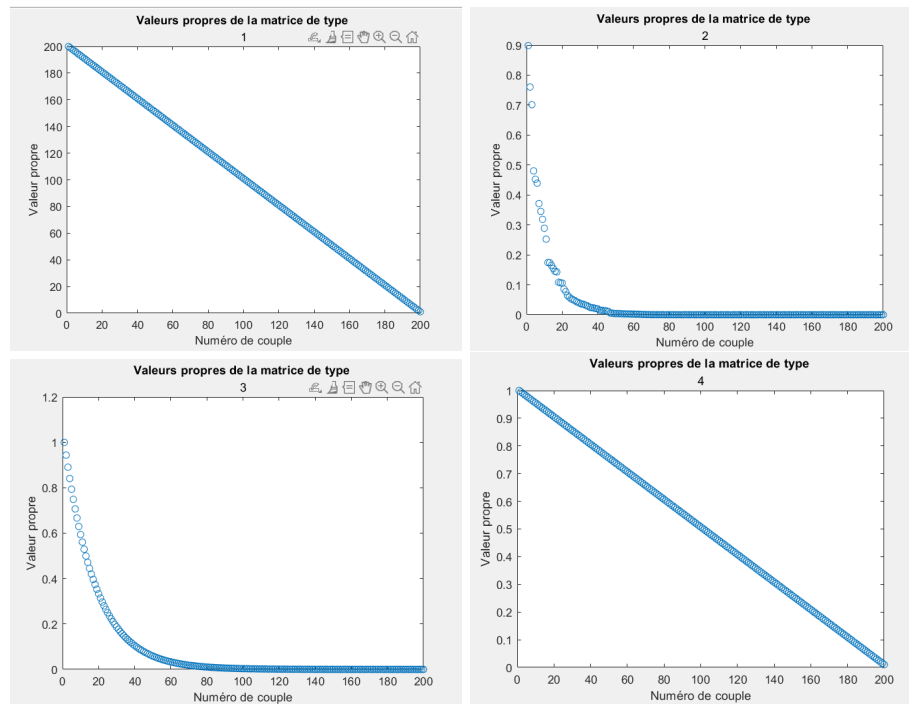 Valeurs propres de la matrice de type
1
200
180
160
140
120
100
80
60
40
20
0
Valeur propre
0 20 40 60 80 100 120 140 160 180 200
Numéro de couple
Valeurs propres de la matrice de type
2
0.9
0.8
0.7
0.6
0.5
0.4
0.3
0.2
0.1
0
Valeur propre
0 20 40 60 80 100 120 140 160 180 200
Numéro de couple
Valeurs propres de la matrice de type
3
1.2
1
0.8
0.6
0.4
0.2
0
Valeur propre
0 20 40 60 80 100 120 140 160 180 200
Numéro de couple
Valeurs propres de la matrice de type
4
1
0.9
0.8
0.7
0.6
0.5
0.4
0.3
0.2
0.1
0
Valeur propre
0 20 40 60 80 100 120 140 160 180 200
Numéro de couple